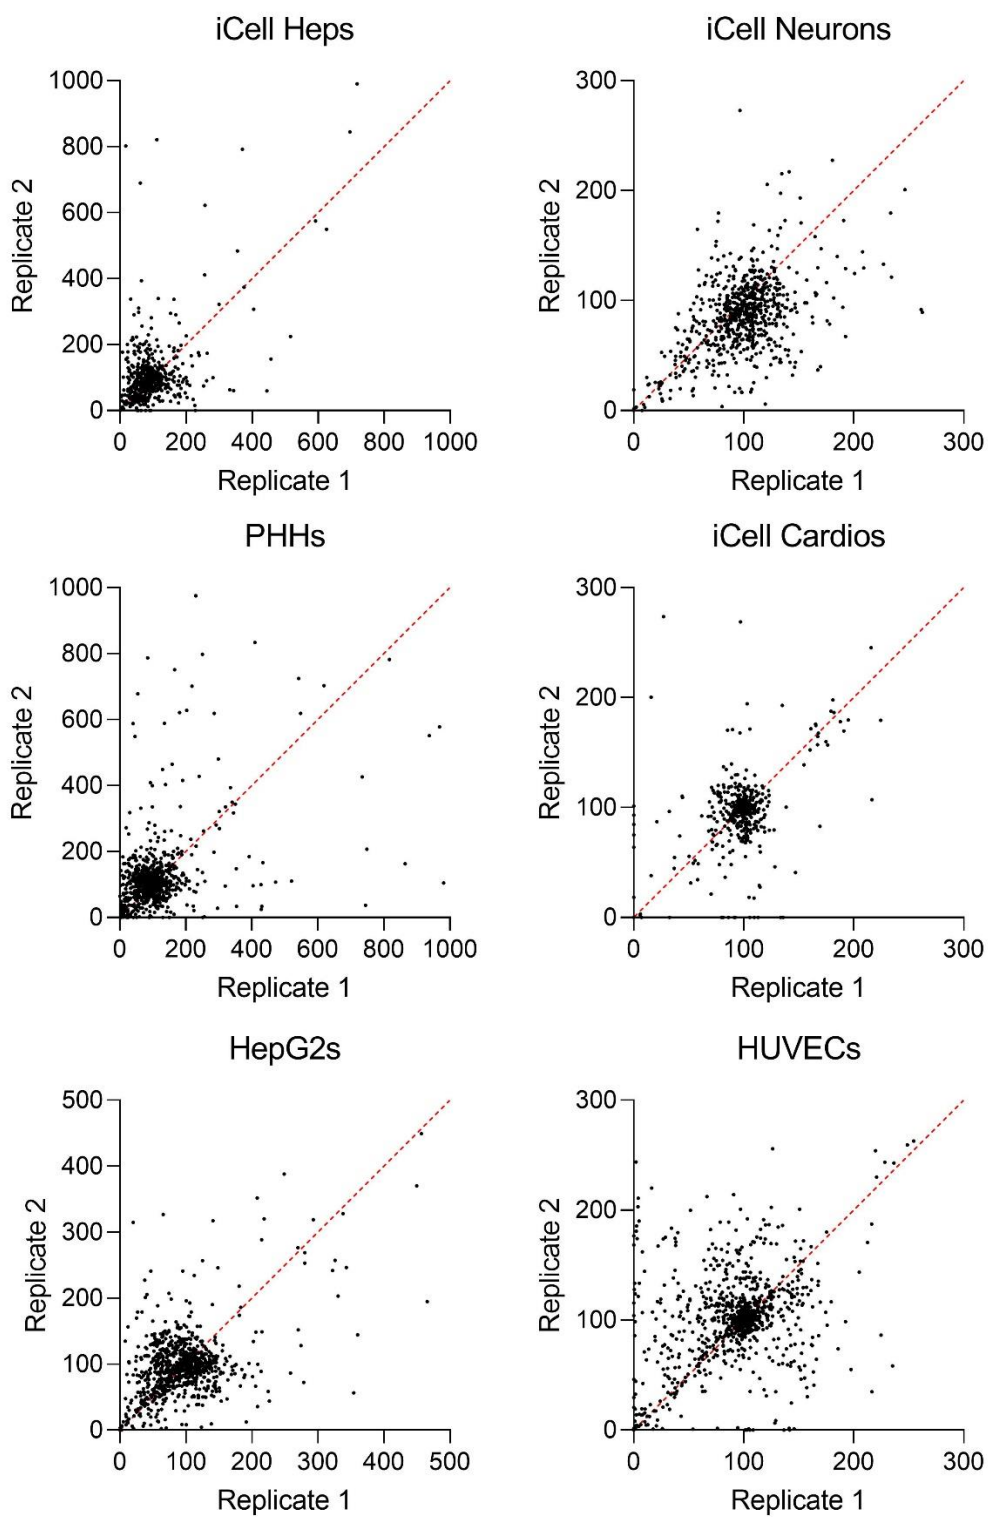 iCell Heps
1000
800
600
400
200
0
Replicate 2
0 200 400 600 800 1000
Replicate 1
iCell Neurons
300
200
100
0
Replicate 2
0 100 200 300
Replicate 1
PHHs
1000
800
600
400
200
0
Replicate 2
0 200 400 600 800 1000
Replicate 1
iCell Cardios
300
200
100
0
Replicate 2
0 100 200 300
Replicate 1
HepG2s
500
400
300
200
100
0
Replicate 2
0 100 200 300 400 500
Replicate 1
HUVECs
300
200
100
0
Replicate 2
0 100 200 300
Replicate 1